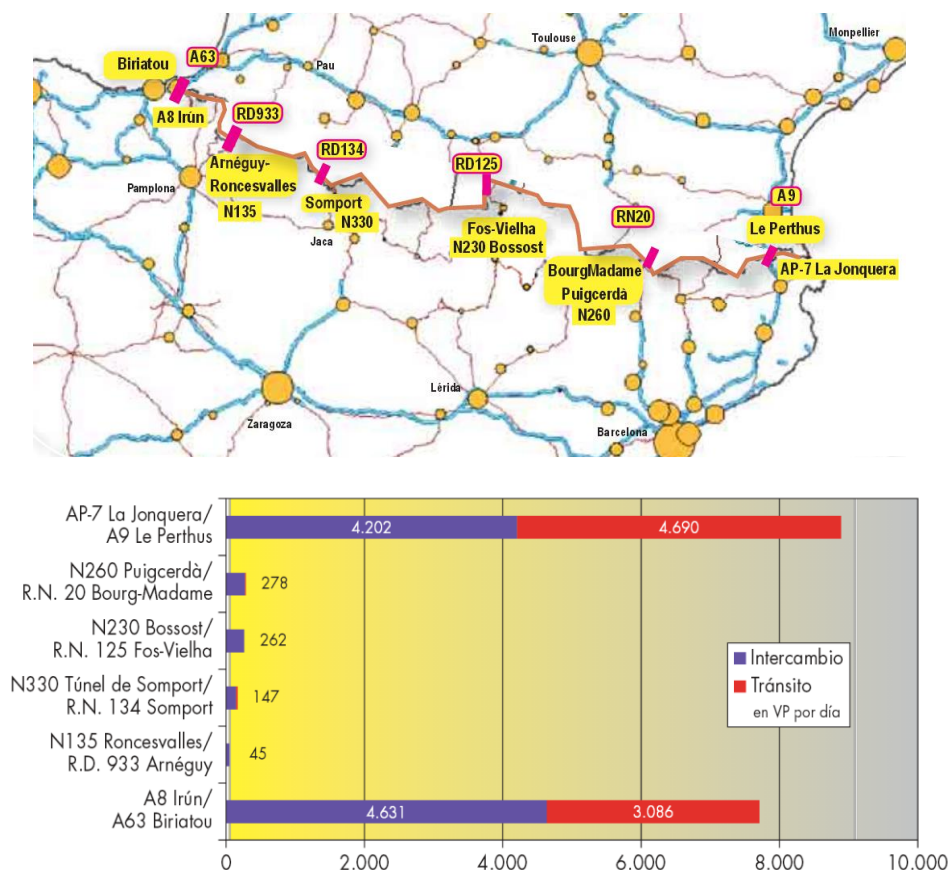 Toulouse
Montpellier
Biriatou
A63
Pau
A8 Irún
RD933
RD134
RD125
Arnéguy-
Roncesvalles
N135
Pamplona
Somport
N330
Jaca
Fos-Vielha
N230 Bossost
RN20
A9
Le Perthus
BourgMadame
Puigcerdà
N260
AP-7 La Jonquera
Lérida
Zaragoza
Barcelona
AP-7 La Jonquera/
A9 Le Perthus
4.202
4.690
N260 Puigcerdà/
R.N. 20 Bourg-Madame
278
N230 Bossost/
R.N. 125 Fos-Vielha
262
N330 Túnel de Somport/
R.N. 134 Somport
147
N135 Roncesvalles/
R.D. 933 Arnéguy
45
A8 Irún/
A63 Biriatou
4.631
3.086
Intercambio
Tránsito
en VP por día
0
2.000
4.000
6.000
8.000
10.000